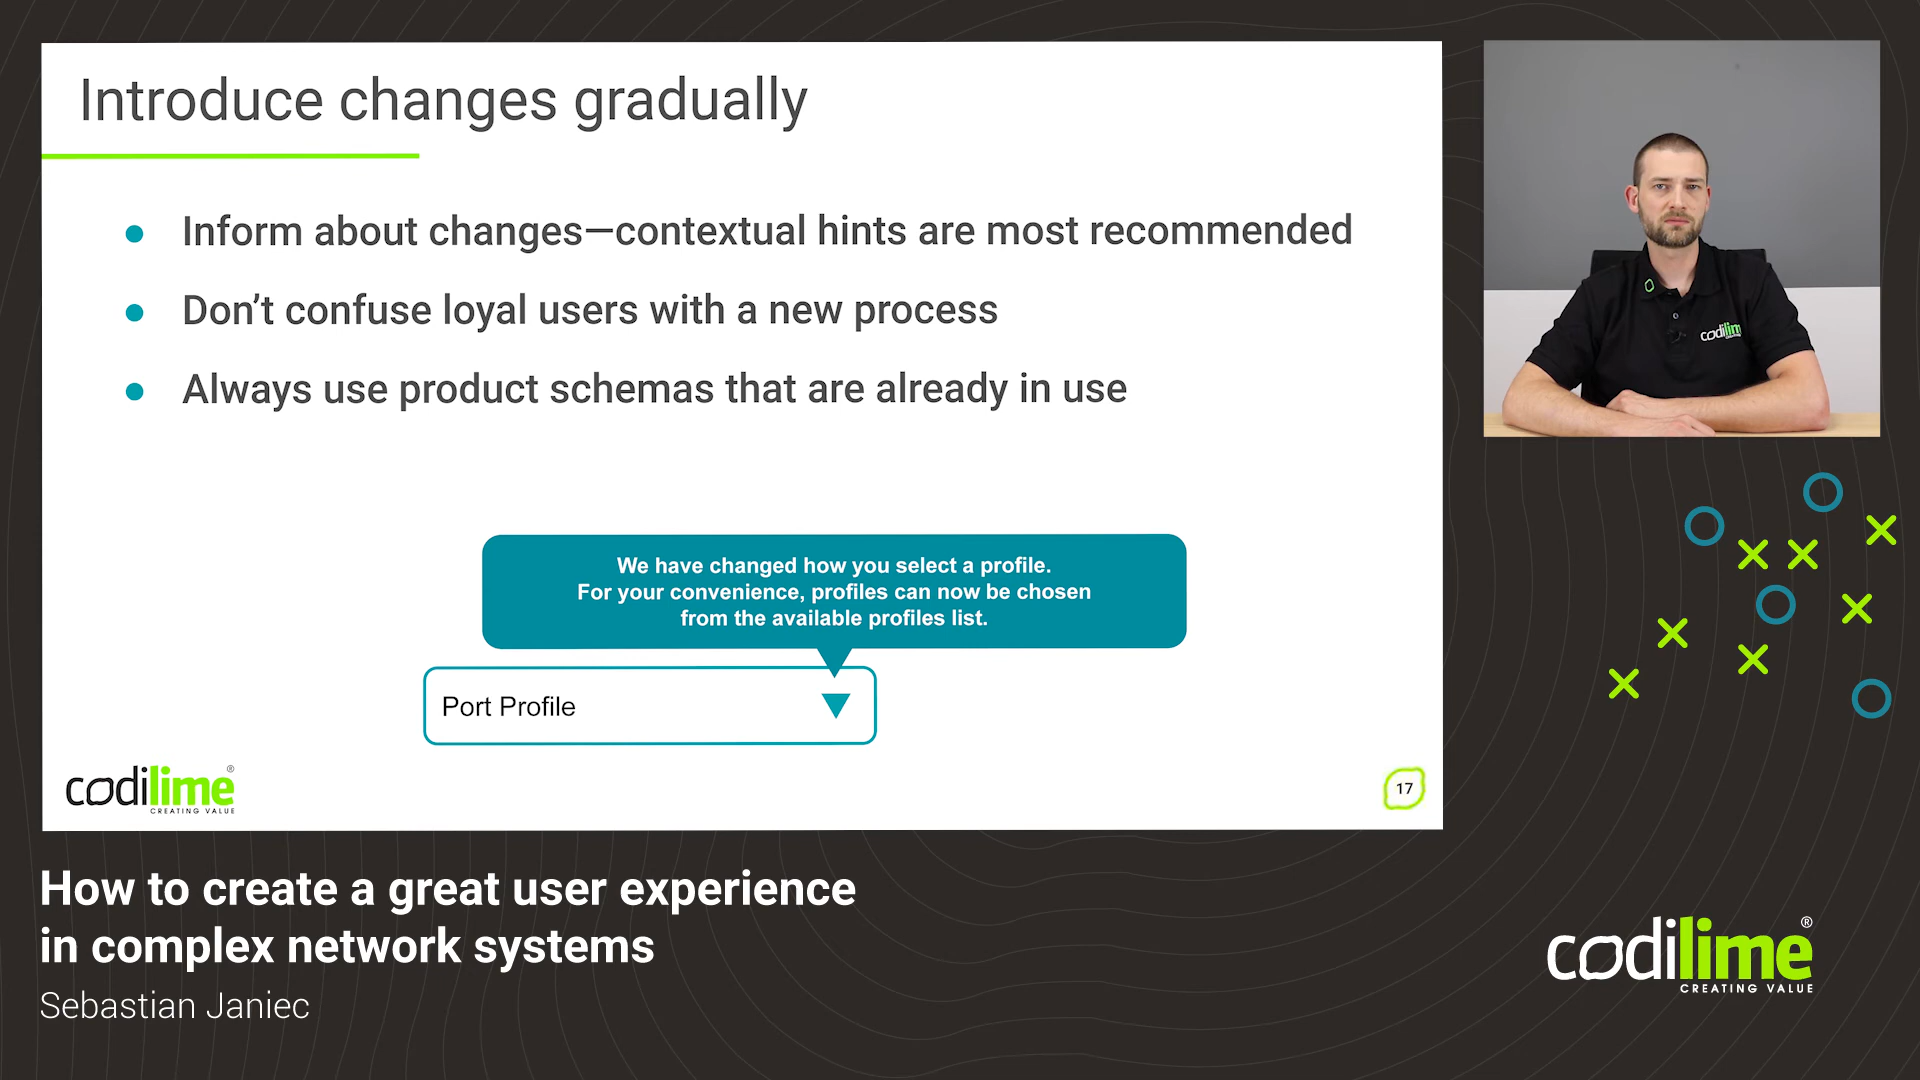 Introduce changes gradually
Inform about changes—contextual hints are most recommended
Don’t confuse loyal users with a new process
Always use product schemas that are already in use
We have changed how you select a profile.
For your convenience, profiles can now be chosen
from the available profiles list.
Port Profile
codilime®
CREATING VALUE
17
codilime
How to create a great user experience
in complex network systems
Sebastian Janiec
codilime®
CREATING VALUE